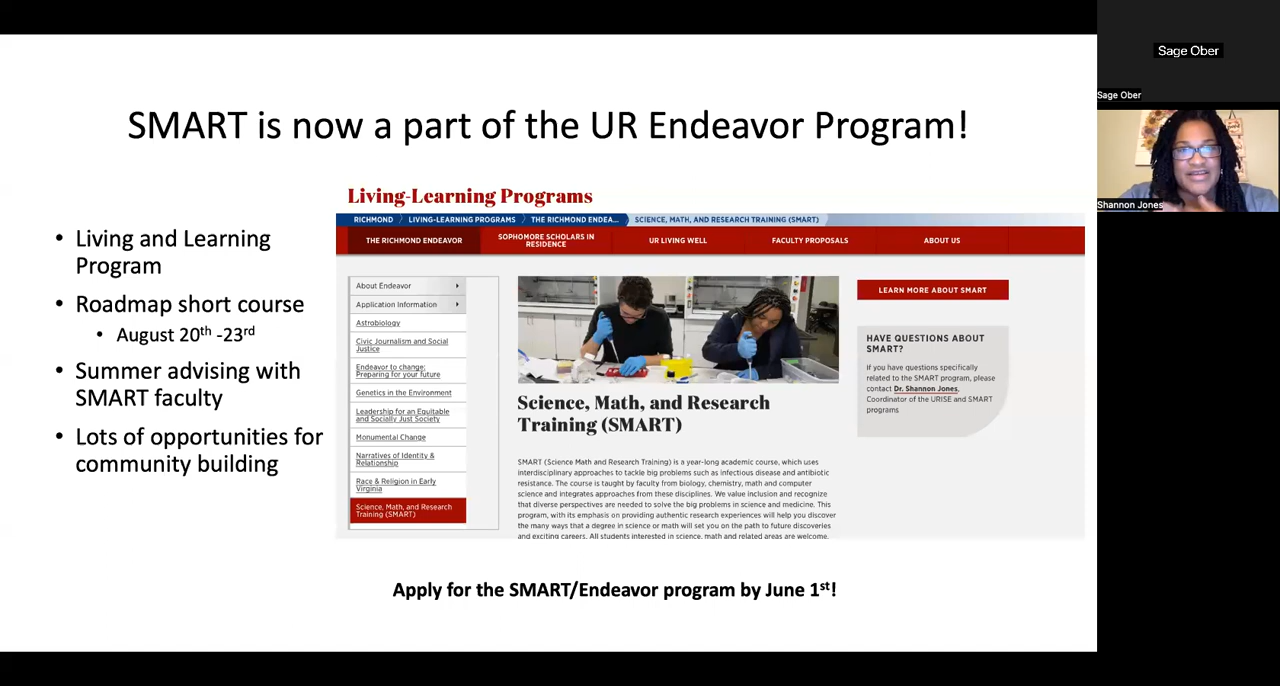 SMART is now a part of the UR Endeavor Program!
• Living and Learning
Program
• Roadmap short course
• August 20th -23rd
• Summer advising with
SMART faculty
• Lots of opportunities for
community building
Living-Learning Programs
RICHMOND
LIVING-LEARNING PROGRAMS
THE RICHMOND ENDEA...
SCIENCE, MATH, AND RESEARCH TRAINING (SMART)
THE RICHMOND ENDEAVOR
SOPHOMORE SCHOLARS IN
RESIDENCE
UR LIVING WELL
FACULTY PROPOSALS
ABOUT US
About Endeavor
Application Information
Astrobiology
Civic Journalism and Social
Justice
Endeavor to change:
Preparing for your future
Genetics in the Environment
Leadership for an Equitable
and Socially Just Society
Monumental Change
Narratives of Identity &
Relationship
Race & Religion in Early
Virginia
Science, Math, and Research
Training (SMART)
Science, Math, and Research
Training (SMART)
SMART (Science Math and Research Training) is a year-long academic course, which uses
interdisciplinary approaches to tackle big problems such as infectious disease and antibiotic
resistance. The course is taught by faculty from biology, chemistry, math and computer
science and integrates approaches from these disciplines. We value inclusion and recognize
that diverse perspectives are needed to solve the big problems in science and medicine. This
program, with its emphasis on providing authentic research experiences will help you discover
the many ways that a degree in science or math will set you on the path to future discoveries
and exciting careers. All students interested in science, math and related areas are welcome.
LEARN MORE ABOUT SMART
HAVE QUESTIONS ABOUT
SMART?
If you have questions specifically
related to the SMART program, please
contact Dr. Shannon Jones,
Coordinator of the URISE and SMART
programs
Apply for the SMART/Endeavor program by June 1st!
Sage Ober
Sage Ober
Shannon Jones